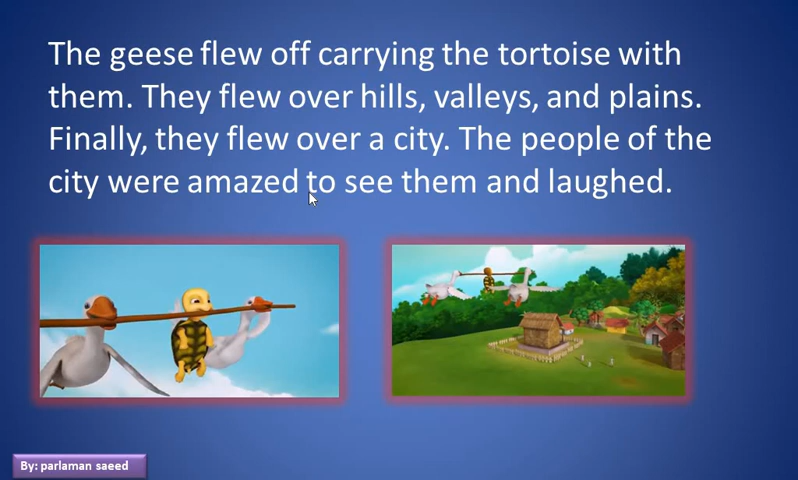 The geese flew off carrying the tortoise with
them. They flew over hills, valleys, and plains.
Finally, they flew over a city. The people of the
city were amazed to see them and laughed.
By: parlaman saeed